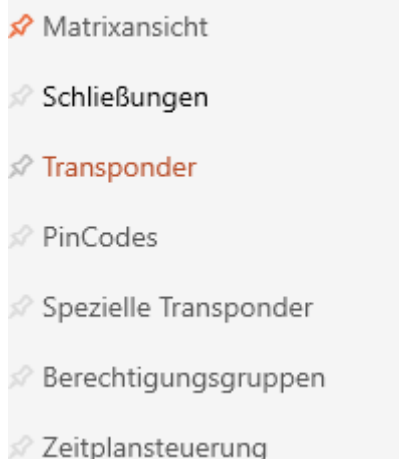 Matrixansicht
Schließungen
Transponder
PinCodes
Spezielle Transponder
Berechtigungsgruppen
Zeitplansteuerung